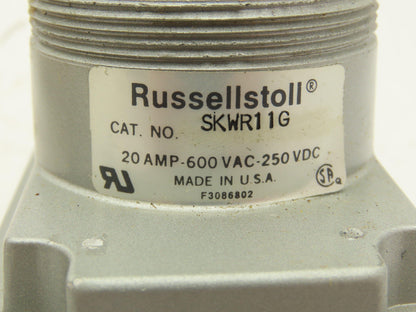 Russellstoll®
CAT. NO. SKWR11G
20 AMP-600 VAC-250 VDC
MADE IN U.S.A.
F3086802